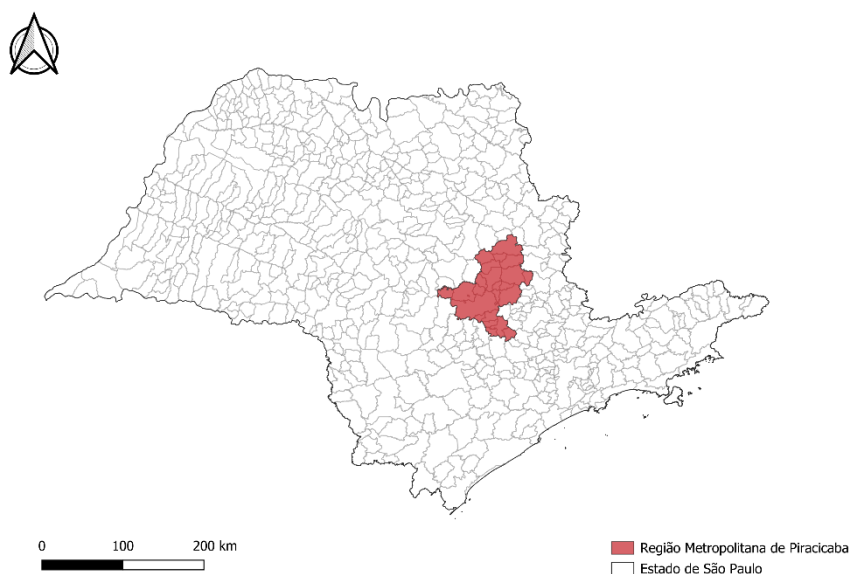 0 100 200 km
Região Metropolitana de Piracicaba
Estado de São Paulo